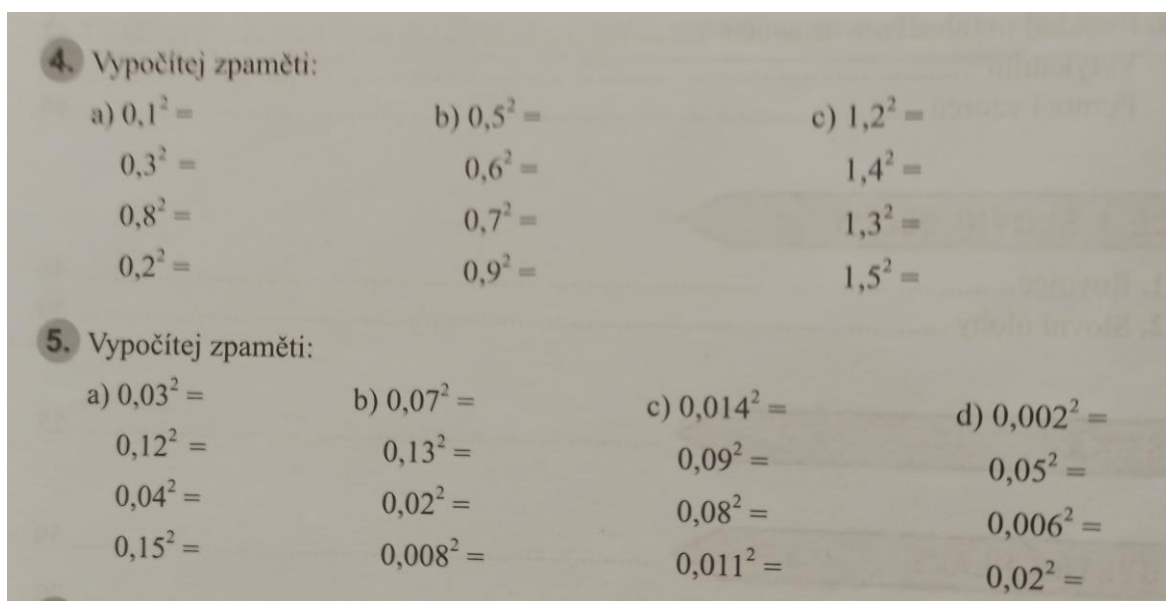 4. Vypočítej zpaměti:
a) 0,1² = b) 0,5² = c) 1,2² =
0,3² = 0,6² = 1,4² =
0,8² = 0,7² = 1,3² =
0,2² = 0,9² = 1,5² =
5. Vypočítej zpaměti:
a) 0,03² = b) 0,07² = c) 0,014² = d) 0,002² =
0,12² = 0,13² = 0,09² = 0,05² =
0,04² = 0,02² = 0,08² = 0,006² =
0,15² = 0,008² = 0,011² = 0,02² =